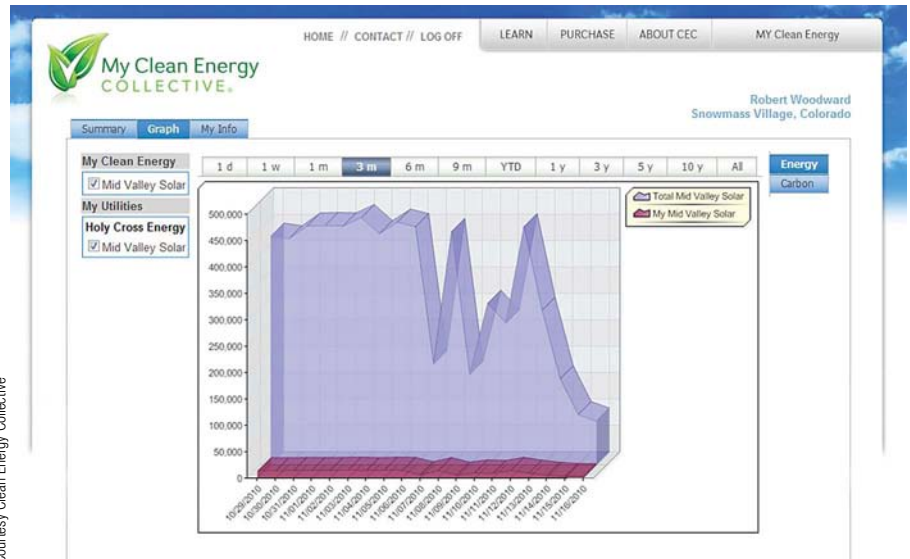 HOME // CONTACT // LOG OFF
LEARN PURCHASE ABOUT CEC MY Clean Energy
My Clean Energy
COLLECTIVE®
Robert Woodward
Snowmass Village, Colorado
Summary Graph My Info
My Clean Energy
Mid Valley Solar
My Utilities
Holy Cross Energy
Mid Valley Solar
1 d 1 w 1 m 3 m 6 m 9 m YTD 1 y 3 y 5 y 10 y All
Energy
Carbon
Total Mid Valley Solar
My Mid Valley Solar
500,000
450,000
400,000
350,000
300,000
250,000
200,000
150,000
100,000
50,000
0
10/29/2010
10/30/2010
10/31/2010
11/01/2010
11/02/2010
11/03/2010
11/04/2010
11/05/2010
11/06/2010
11/07/2010
11/08/2010
11/09/2010
11/10/2010
11/11/2010
11/12/2010
11/13/2010
11/14/2010
11/15/2010
11/16/2010
Courtesy Clean Energy Collective